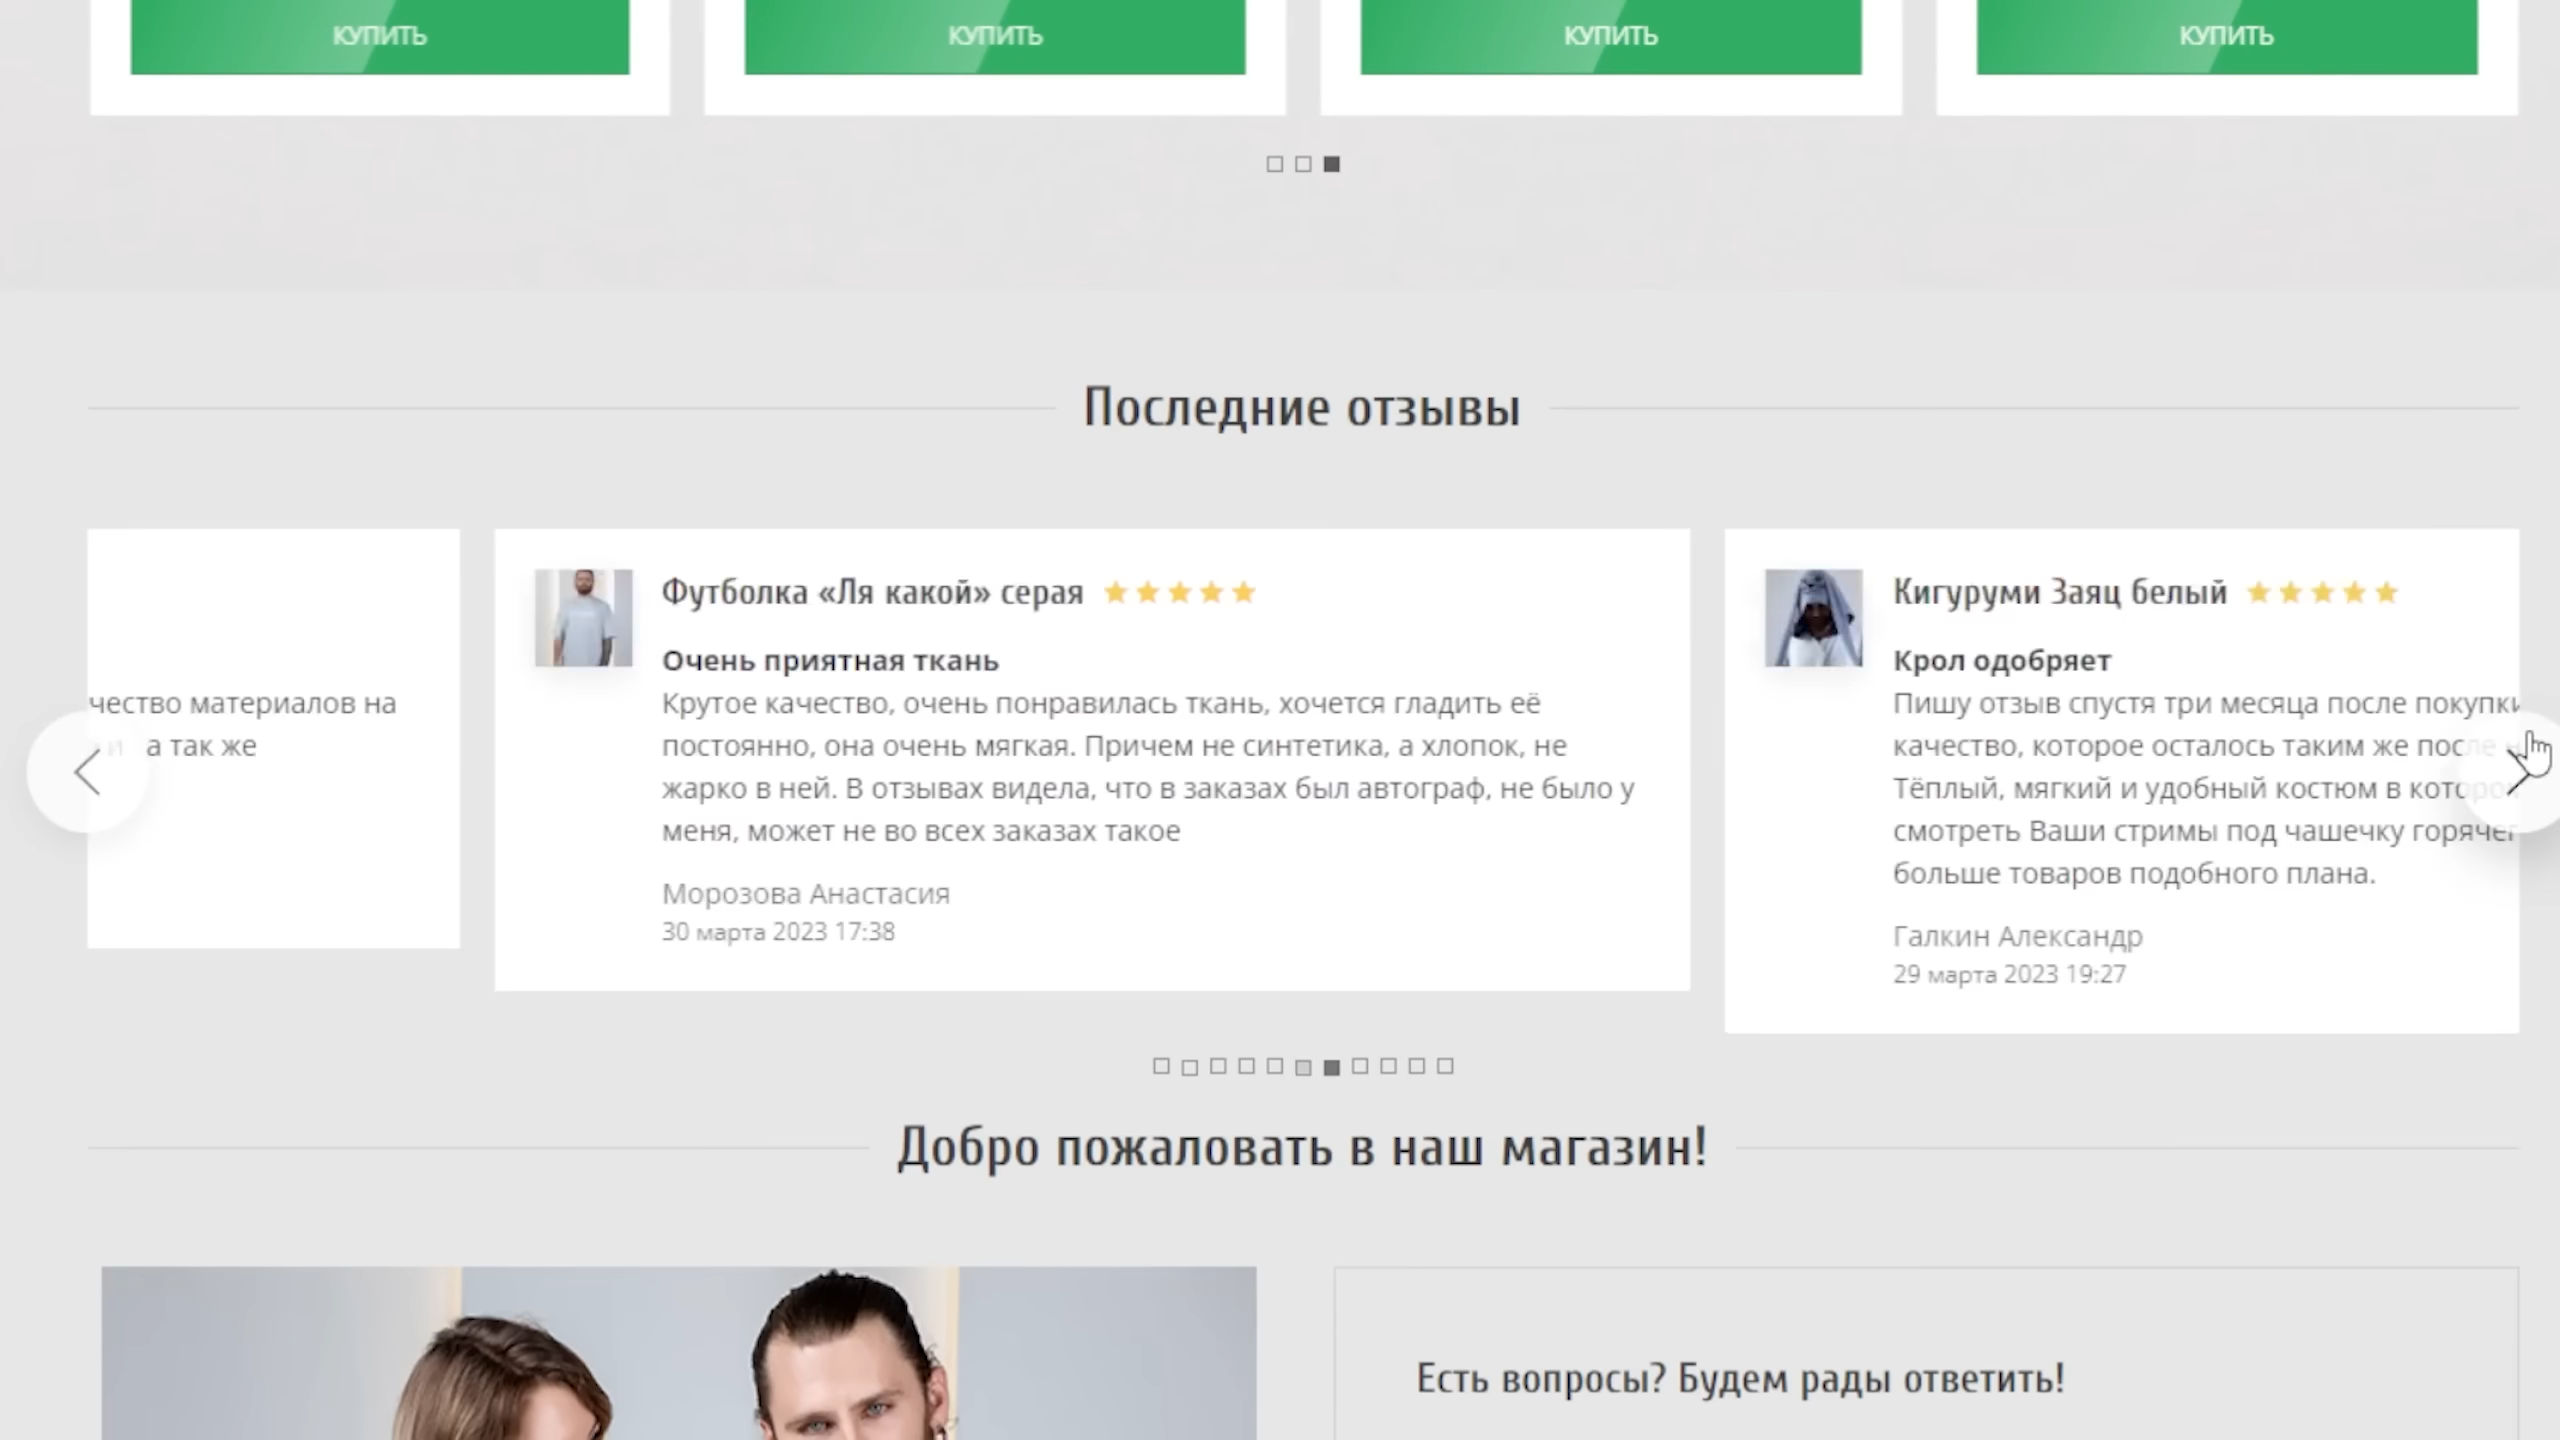 КУПИТЬ КУПИТЬ КУПИТЬ КУПИТЬ
Последние отзывы
чество материалов на
а так же
Футболка «Ля какой» серая
Очень приятная ткань
Крутое качество, очень понравилась ткань, хочется гладить её
постоянно, она очень мягкая. Причем не синтетика, а хлопок, не
жарко в ней. В отзывах видела, что в заказах был автограф, не было у
меня, может не во всех заказах такое
Морозова Анастасия
30 марта 2023 17:38
Кигуруми Заяц белый
Крол одобряет
Пишу отзыв спустя три месяца после покупки
качество, которое осталось таким же после
Тёплый, мягкий и удобный костюм в котором
смотреть Ваши стримы под чашечку горячег
больше товаров подобного плана.
Галкин Александр
29 марта 2023 19:27
Добро пожаловать в наш магазин!
Есть вопросы? Будем рады ответить!